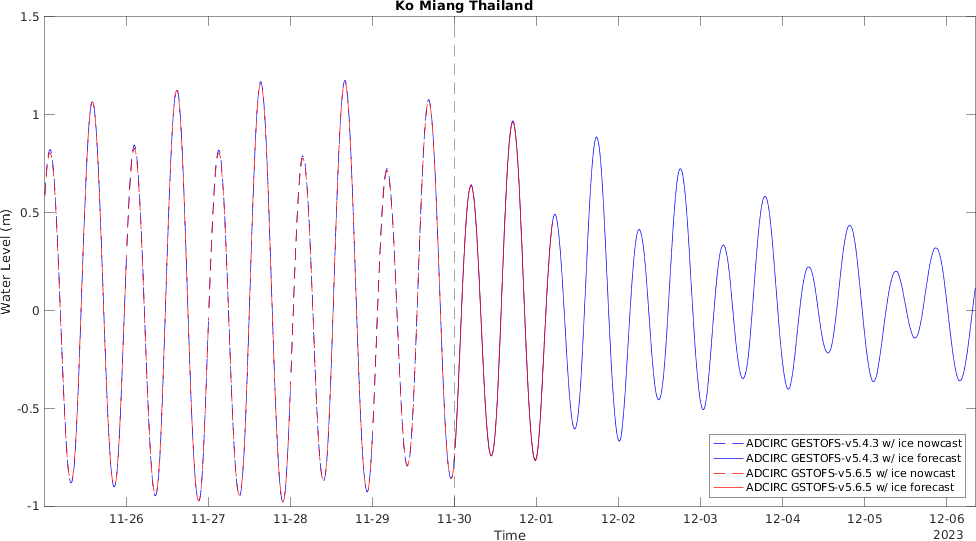 Ko Miang Thailand
1.5
1
0.5
0
-0.5
-1
Water Level (m)
ADCIRC GESTOFS-v5.4.3 w/ ice nowcast
ADCIRC GESTOFS-v5.4.3 w/ ice forecast
ADCIRC GSTOFS-v5.6.5 w/ ice nowcast
ADCIRC GSTOFS-v5.6.5 w/ ice forecast
11-26 11-27 11-28 11-29 11-30 12-01 12-02 12-03 12-04 12-05 12-06
Time
2023